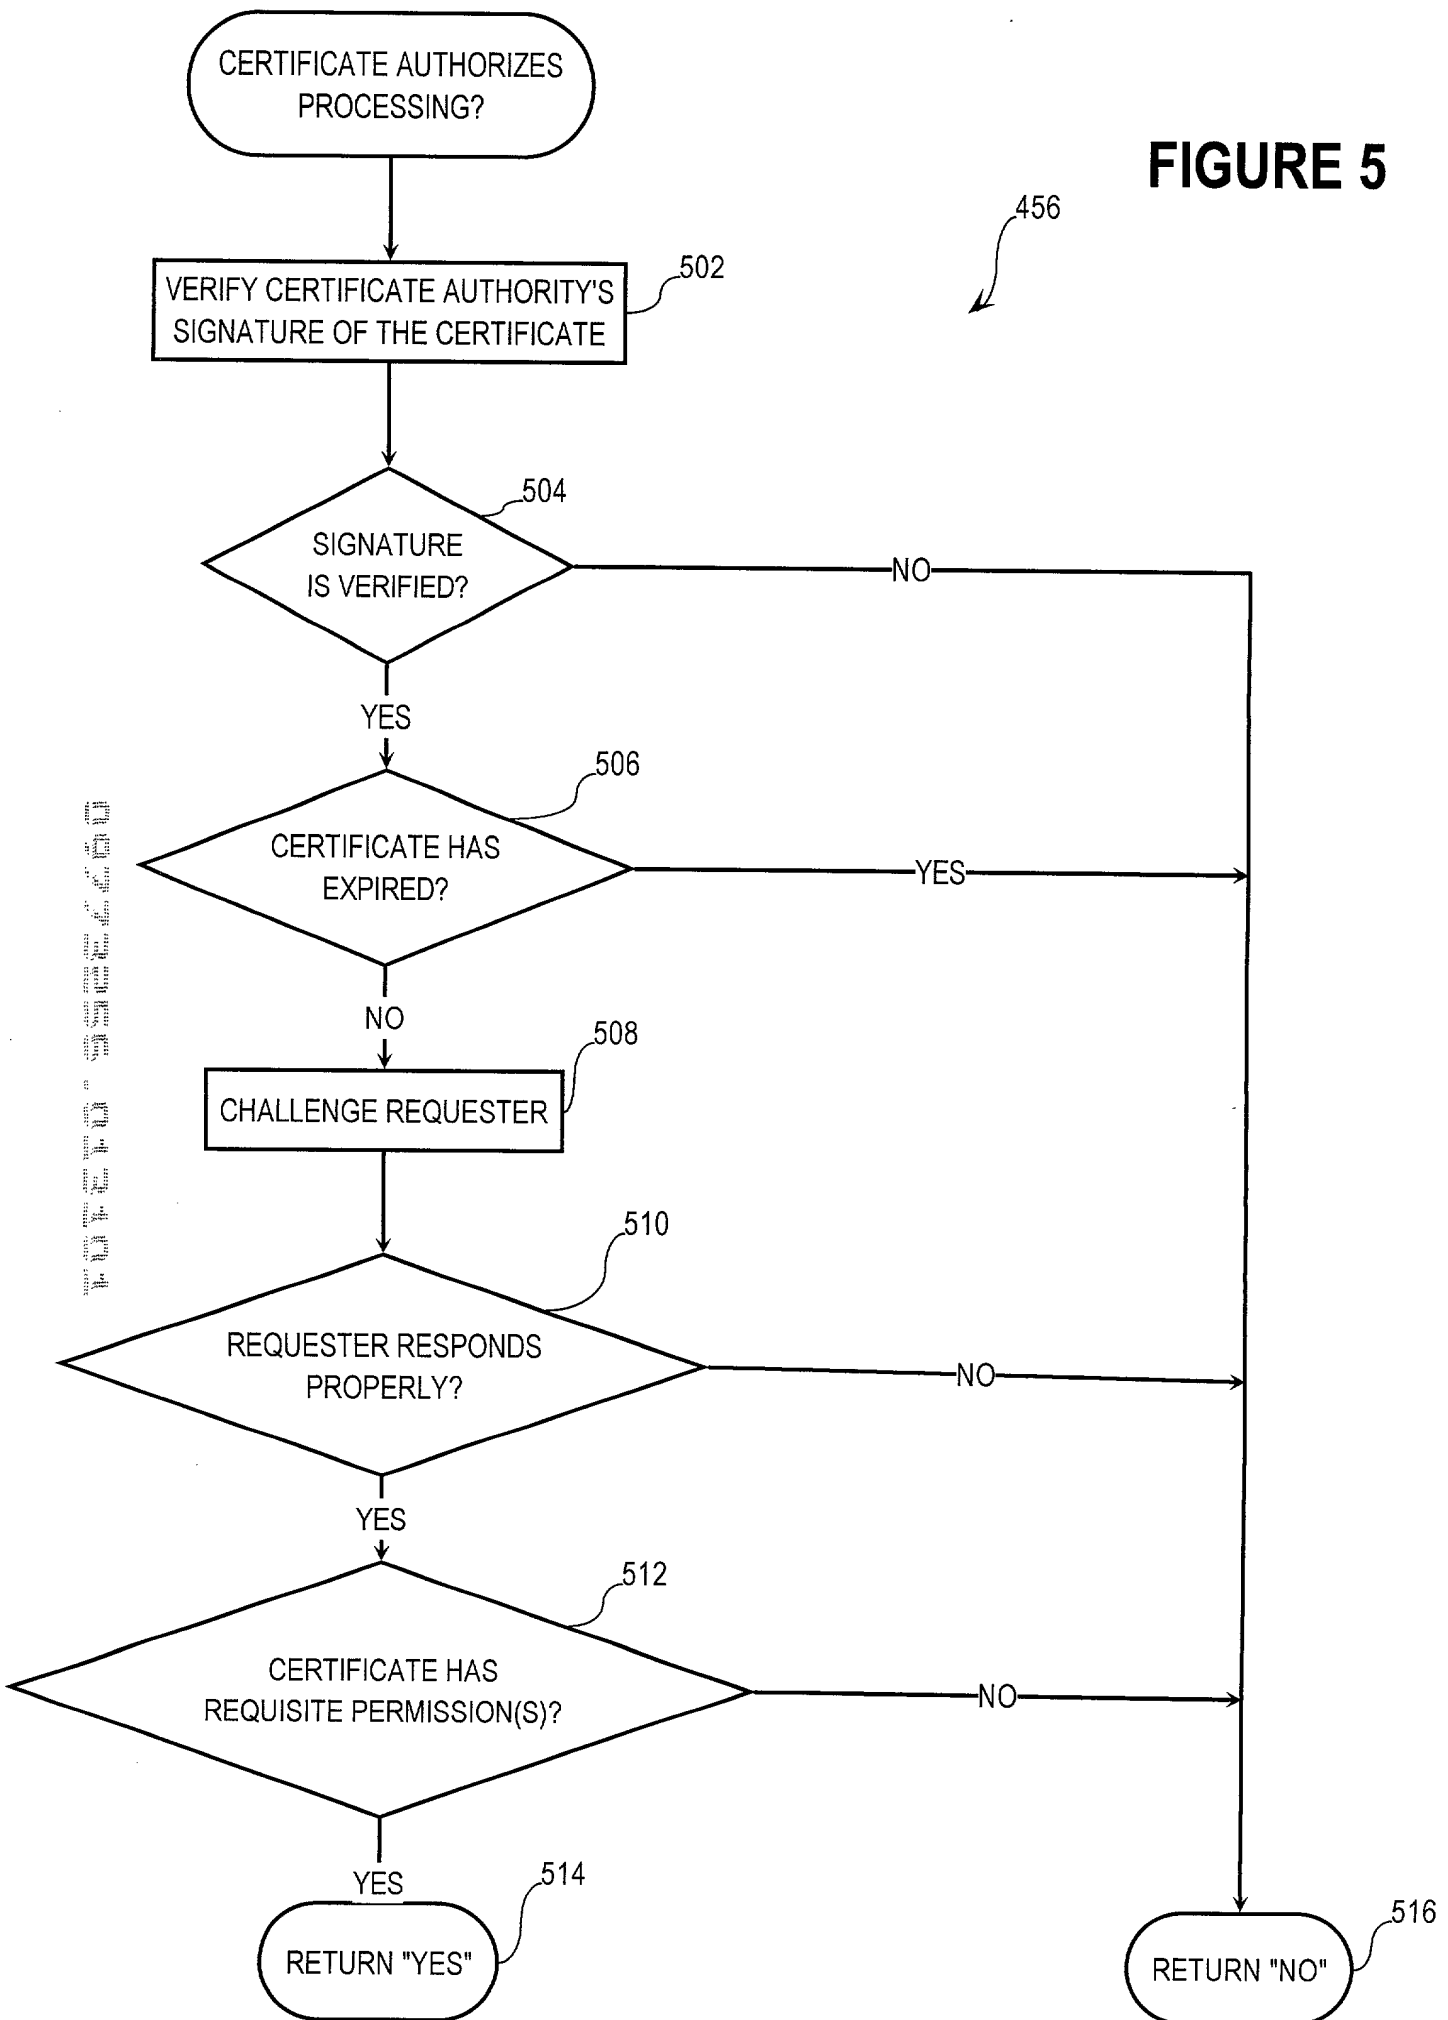 CERTIFICATE AUTHORIZES
PROCESSING?
FIGURE 5
456
502
VERIFY CERTIFICATE AUTHORITY'S
SIGNATURE OF THE CERTIFICATE
504
SIGNATURE
IS VERIFIED?
NO
YES
506
CERTIFICATE HAS
EXPIRED?
YES
NO
508
CHALLENGE REQUESTER
510
REQUESTER RESPONDS
PROPERLY?
NO
YES
512
CERTIFICATE HAS
REQUISITE PERMISSION(S)?
NO
YES
514
RETURN "YES"
516
RETURN "NO"